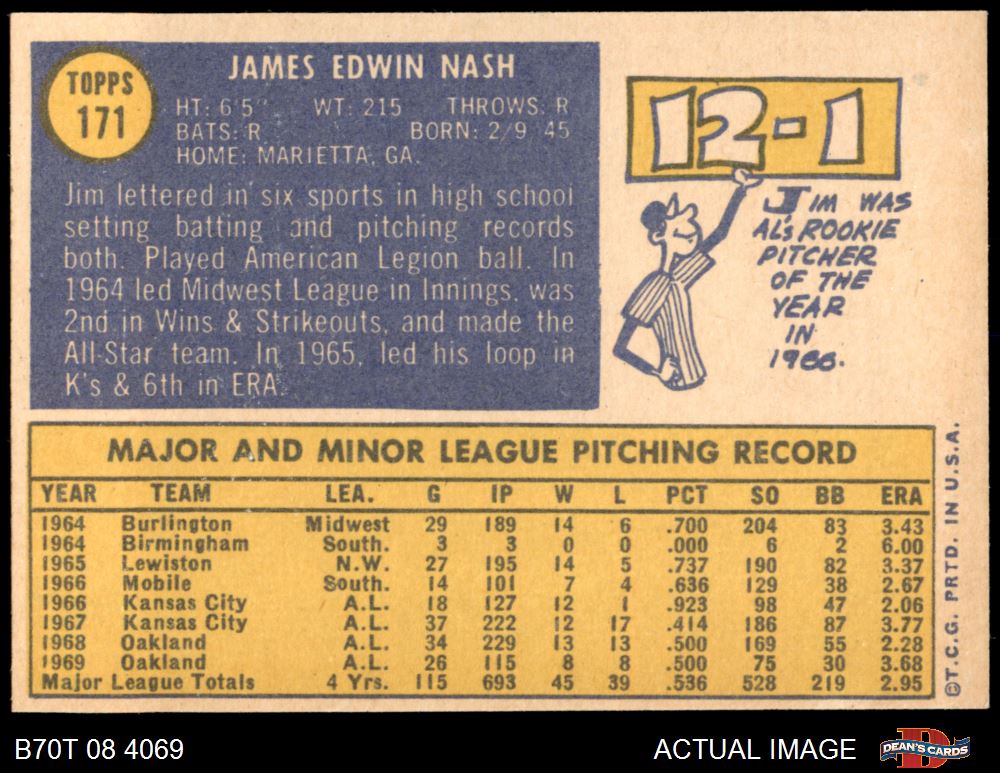 TOPPS
171
JAMES EDWIN NASH
HT: 6'5" WT: 215 THROWS: R
BATS: R BORN: 2/9 45
HOME: MARIETTA, GA.
Jim lettered in six sports in high school
setting batting and pitching records
both. Played American Legion ball. In
1964 led Midwest League in Innings, was
2nd in Wins & Strikeouts, and made the
All-Star team. In 1965, led his loop in
K's & 6th in ERA.
12-1
JIM WAS
AL's ROOKIE
PITCHER
OF THE
YEAR
IN
1966.
MAJOR AND MINOR LEAGUE PITCHING RECORD
YEAR TEAM LEA. G IP W L PCT SO BB ERA
1964 Burlington Midwest 29 189 14 6 .700 204 83 3.43
1964 Birmingham South. 3 3 0 0 .000 6 2 6.00
1965 Lewiston N.W. 27 195 14 5 .737 190 82 3.37
1966 Mobile South. 14 101 7 4 .636 129 38 2.67
1966 Kansas City A.L. 18 127 12 1 .923 98 47 2.06
1967 Kansas City A.L. 37 222 12 17 .414 186 87 3.77
1968 Oakland A.L. 34 229 13 13 .500 169 55 2.28
1969 Oakland A.L. 26 115 8 8 .500 75 30 3.68
Major League Totals 4 Yrs. 115 693 45 39 .536 528 219 2.95
©T.C.G. PRTD. IN U.S.A.
B70T 08 4069
ACTUAL IMAGE
D
DEAN'S CARDS